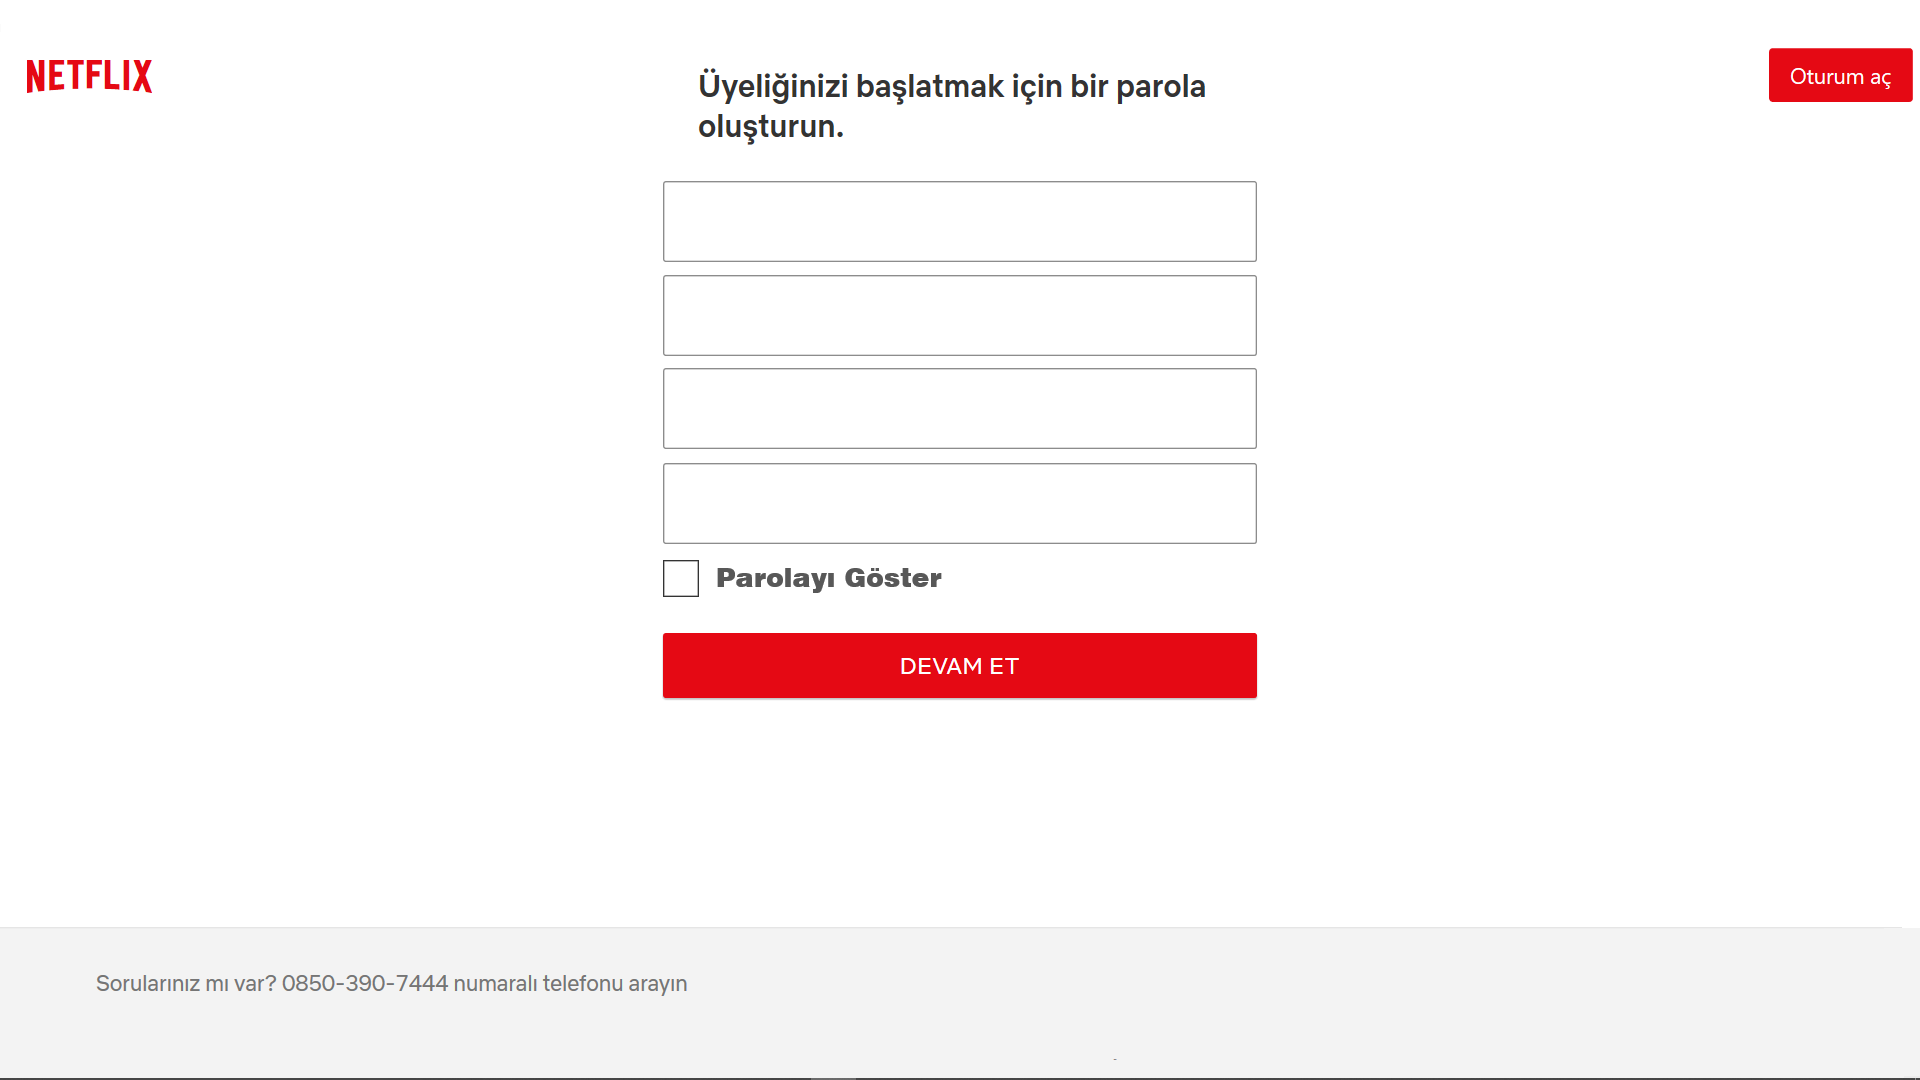 NETFLIX
Oturum aç
Üyeliğinizi başlatmak için bir parola
oluşturun.
Parolayı Göster
DEVAM ET
Sorularınız mı var? 0850-390-7444 numaralı telefonu arayın